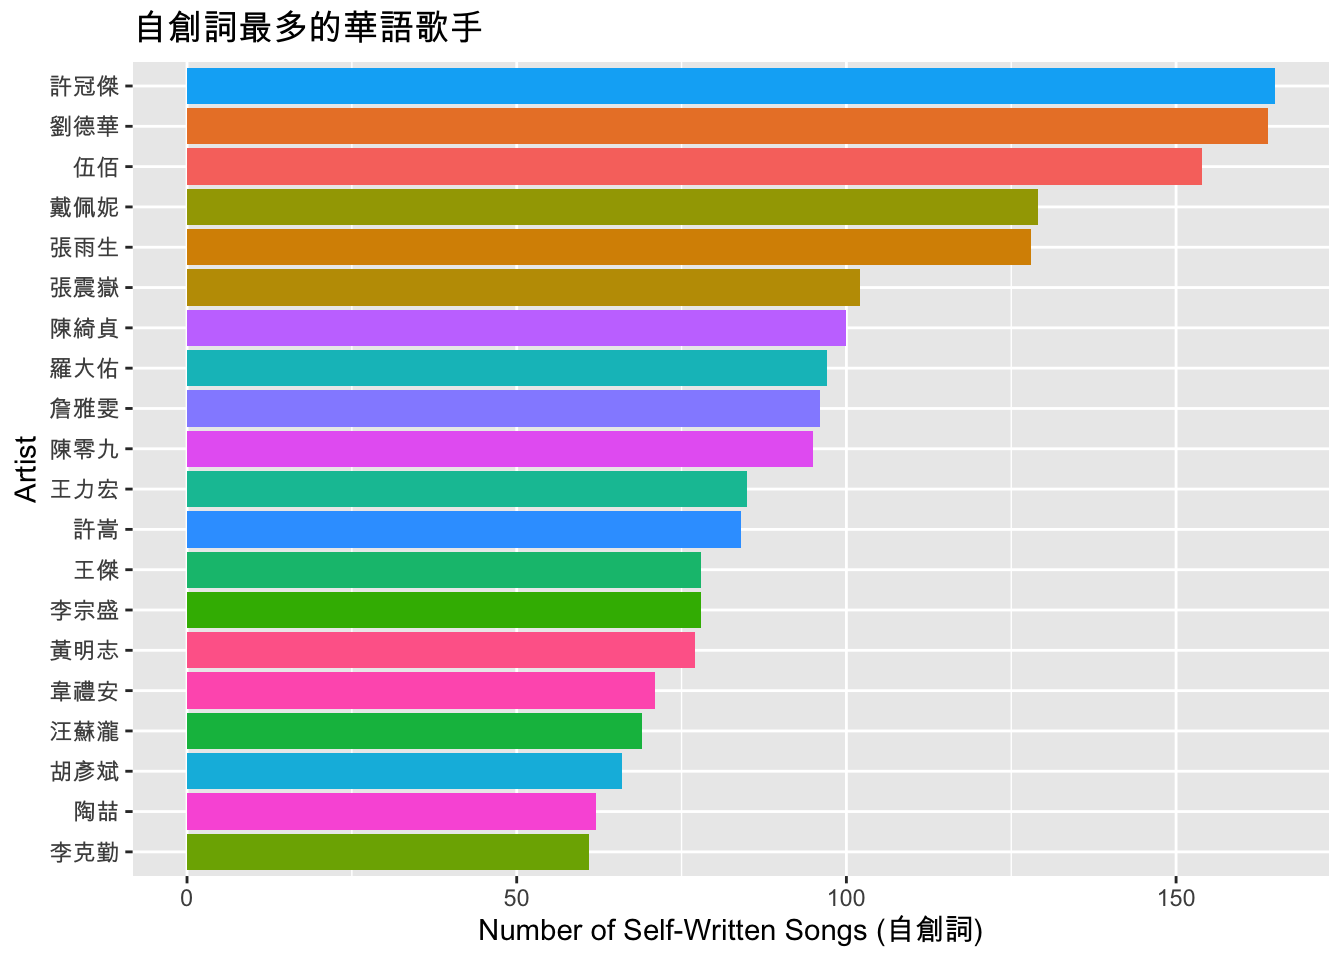 自創詞最多的華語歌手
許冠傑
劉德華
伍佰
戴佩妮
張雨生
張震嶽
陳綺貞
羅大佑
詹雅雯
陳零九
王力宏
許嵩
王傑
李宗盛
黃明志
韋禮安
汪蘇瀧
胡彥斌
陶喆
李克勤
Artist
0 50 100 150
Number of Self-Written Songs (自創詞)